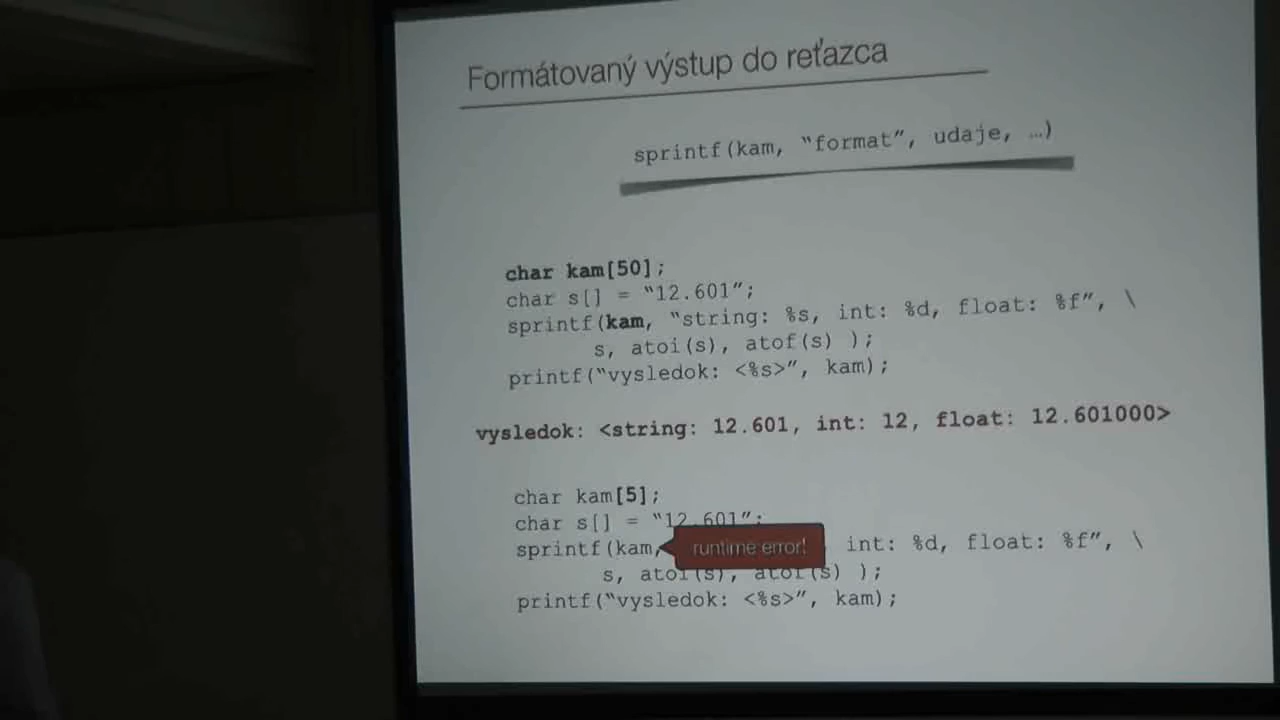 Formátovaný výstup do reťazca
sprintf(kam, “format”, udaje, …)
char kam[50];
char s[] = “12.601”;
sprintf(kam, “string: %s, int: %d, float: %f”, \
s, atoi(s), atof(s) );
printf(“vysledok: <%s>”, kam);
vysledok: <string: 12.601, int: 12, float: 12.601000>
char kam[5];
char s[] = “12.601”;
sprintf(kam, runtime error! , int: %d, float: %f”, \
s, atoi(s), atof(s) );
printf(“vysledok: <%s>”, kam);